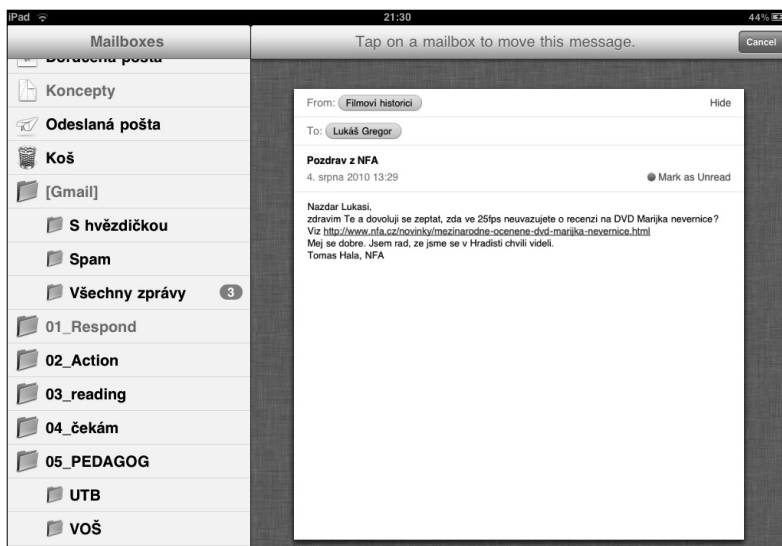 iPad 21:30 44%
Mailboxes
Tap on a mailbox to move this message.
Cancel
Doručená pošta
Koncepty
Odeslaná pošta
Koš
[Gmail]
S hvězdičkou
Spam
Všechny zprávy 3
01_Respond
02_Action
03_reading
04_čekám
05_PEDAGOG
UTB
VOŠ
From: Filmoví historici Hide
To: Lukáš Gregor
Pozdrav z NFA
4. srpna 2010 13:29 Mark as Unread
Nazdar Lukasi,
zdravim Te a dovoluji se zeptat, zda ve 25fps neuvazujete o recenzi na DVD Marijka nevernice?
Viz http://www.nfa.cz/novinky/mezinarodne-ocenene-dvd-marijka-nevernice.html
Mej se dobre. Jsem rad, ze jsme se v Hradisti chvili videli.
Tomas Hala, NFA